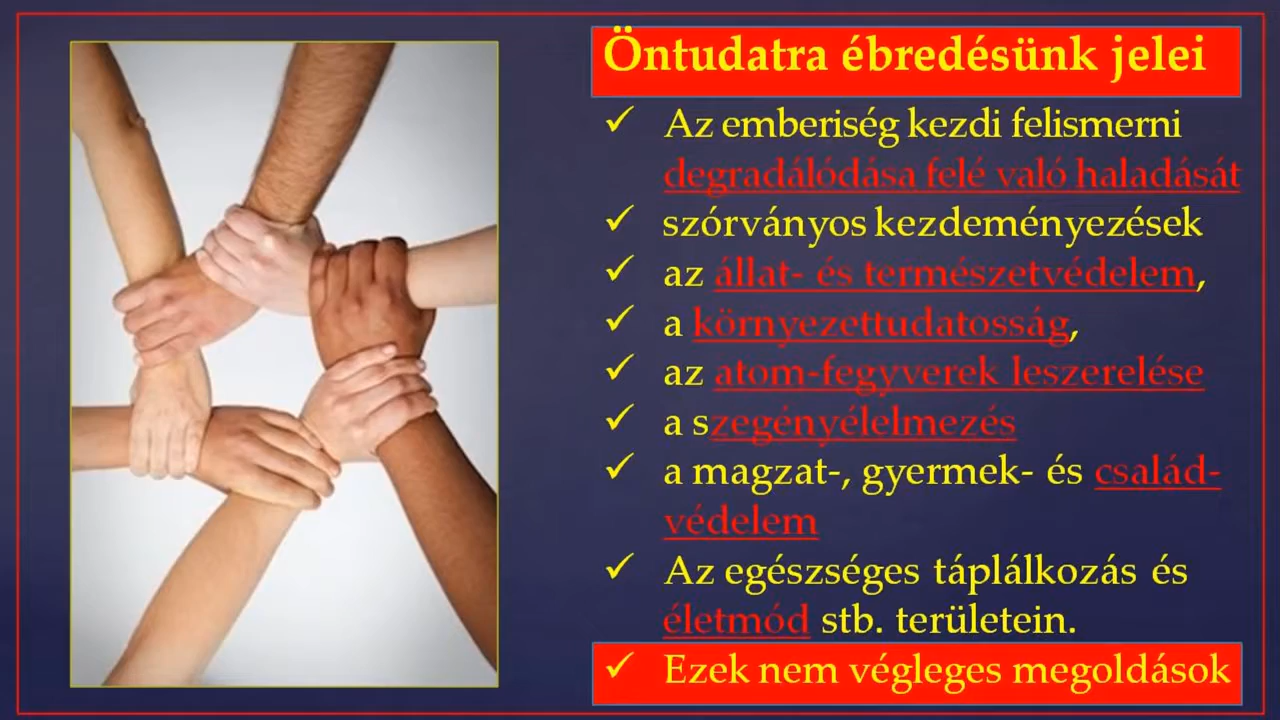 Öntudatra ébredésünk jelei
✓ Az emberiség kezdi felismerni
degradálódása felé való haladását
✓ szórványos kezdeményezések
✓ az állat- és természetvédelem,
✓ a környezettudatosság,
✓ az atom-fegyverek leszerelése
✓ a szegényélelmezés
✓ a magzat-, gyermek- és család-
védelem
✓ Az egészséges táplálkozás és
életmód stb. területein.
✓ Ezek nem végleges megoldások